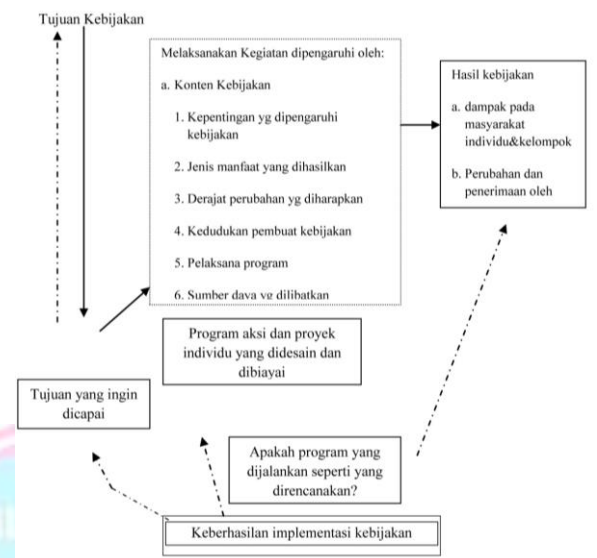 Tujuan Kebijakan
Melaksanakan Kegiatan dipengaruhi oleh:
a. Konten Kebijakan
1. Kepentingan yg dipengaruhi
kebijakan
2. Jenis manfaat yang dihasilkan
3. Derajat perubahan yg diharapkan
4. Kedudukan pembuat kebijakan
5. Pelaksana program
6. Sumber daya yg dilibatkan
Hasil kebijakan
a. dampak pada
masyarakat
individu&kelompok
b. Perubahan dan
penerimaan oleh
Program aksi dan proyek
individu yang didesain dan
dibiayai
Tujuan yang ingin
dicapai
Apakah program yang
dijalankan seperti yang
direncanakan?
Keberhasilan implementasi kebijakan